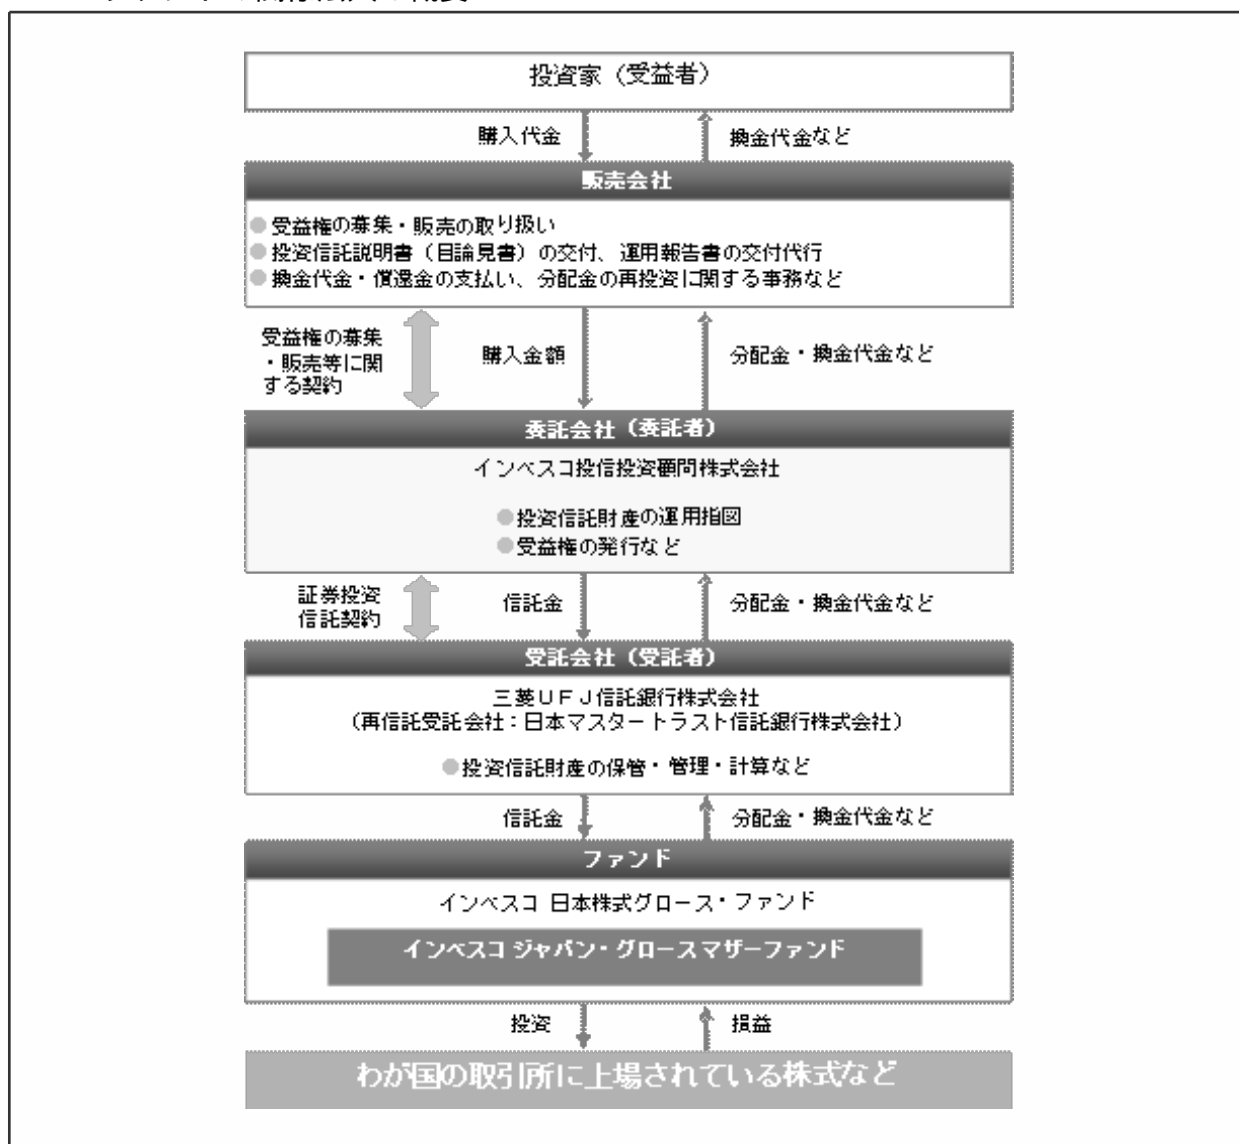 投資家（受益者）
購入代金
換金代金など
販売会社
受益権の募集・販売の取り扱い
投資信託説明書（目論見書）の交付、運用報告書の交付代行
換金代金・償還金の支払い、分配金の再投資に関する事務など
受益権の募集
・販売等に関
する契約
購入金額
分配金・換金代金など
委託会社（委託者）
インベスコ投信投資顧問株式会社
投資信託財産の運用指図
受益権の発行など
証券投資
信託契約
信託金
分配金・換金代金など
受託会社（受託者）
三菱ＵＦＪ信託銀行株式会社
（再信託受託会社：日本マスタートラスト信託銀行株式会社）
投資信託財産の保管・管理・計算など
信託金
分配金・換金代金など
ファンド
インベスコ 日本株式グロース・ファンド
インベスコ ジャパン・グロースマザーファンド
投資
損益
わが国の取引所に上場されている株式など